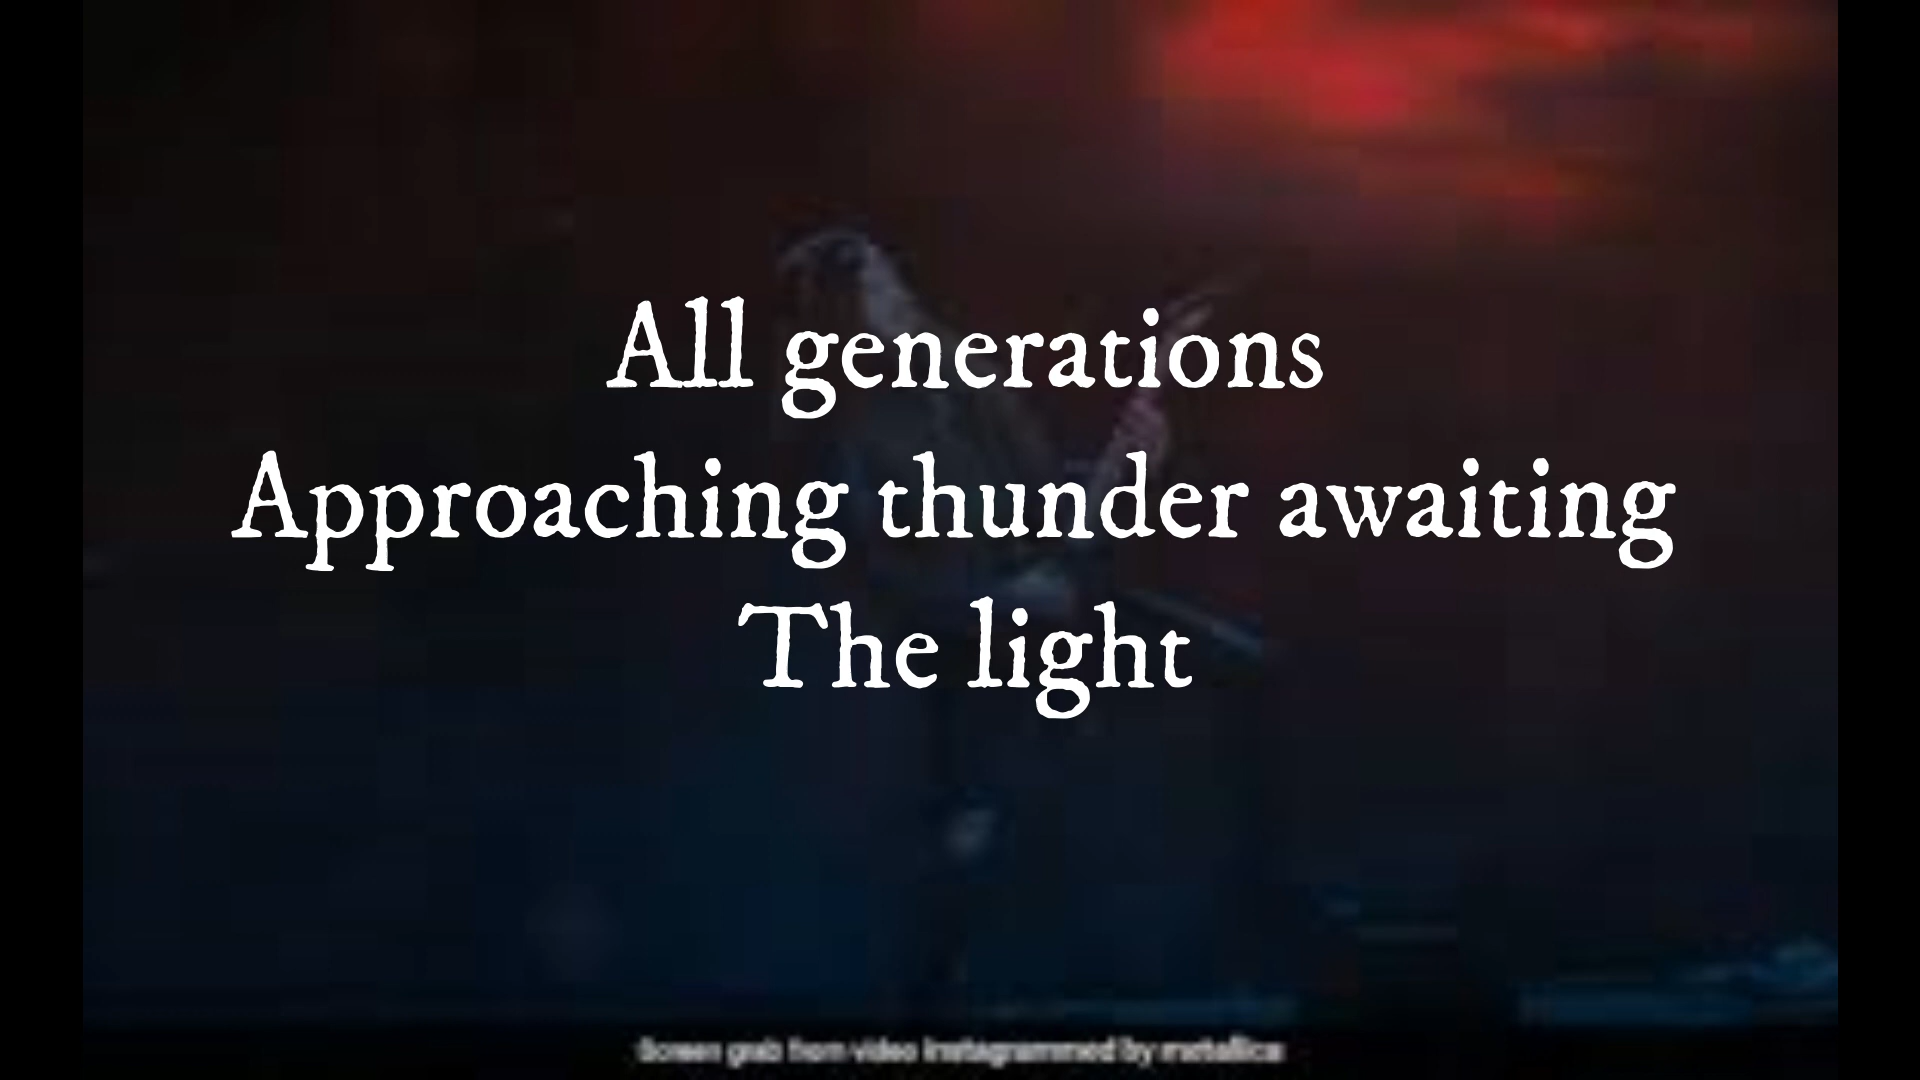 All generations
Approaching thunder awaiting
The light
Screen grab from video instagrammed by metallica